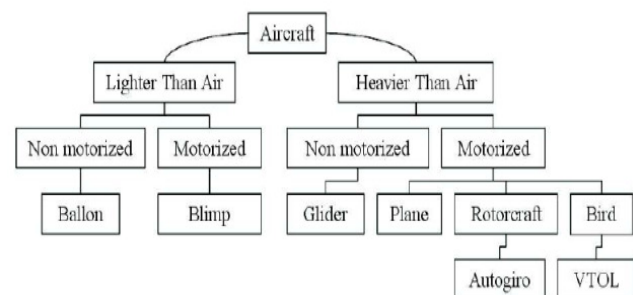 Aircraft
Lighter Than Air
Heavier Than Air
Non motorized
Motorized
Non motorized
Motorized
Ballon
Blimp
Glider
Plane
Rotorcraft
Bird
Autogiro
VTOL